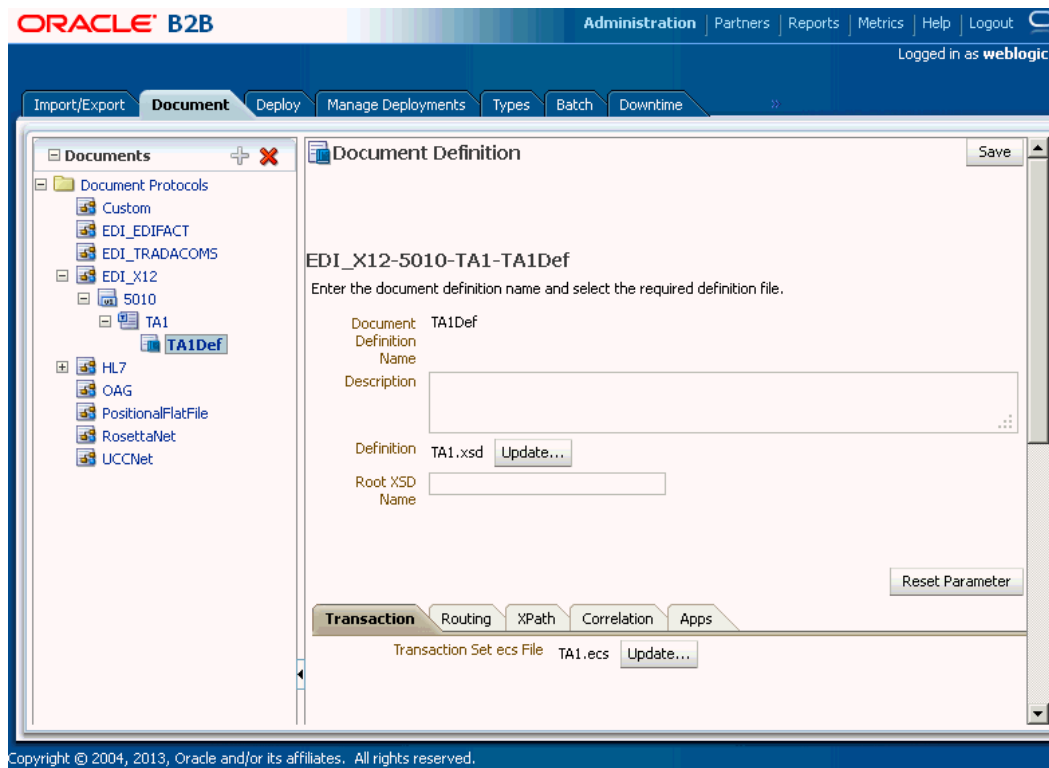 ORACLE B2B
Administration | Partners | Reports | Metrics | Help | Logout
Logged in as weblogic
Import/Export Document Deploy Manage Deployments Types Batch Downtime »
Documents
Document Protocols
Custom
EDI_EDIFACT
EDI_TRADACOMS
EDI_X12
5010
TA1
TA1Def
HL7
OAG
PositionalFlatFile
RosettaNet
UCCNet
Document Definition
Save
EDI_X12-5010-TA1-TA1Def
Enter the document definition name and select the required definition file.
Document Definition Name TA1Def
Description
Definition TA1.xsd Update...
Root XSD Name
Reset Parameter
Transaction Routing XPath Correlation Apps
Transaction Set ecs File TA1.ecs Update...
Copyright © 2004, 2013, Oracle and/or its affiliates. All rights reserved.